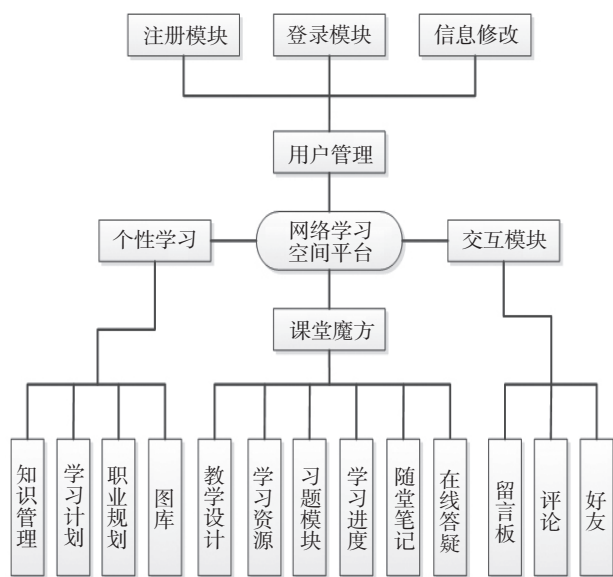 注册模块
登录模块
信息修改
用户管理
个性学习
网络学习
空间平台
交互模块
课堂魔方
知识管理
学习计划
职业规划
图库
教学设计
学习资源
习题模块
学习进度
随堂笔记
在线答疑
留言板
评论
好友